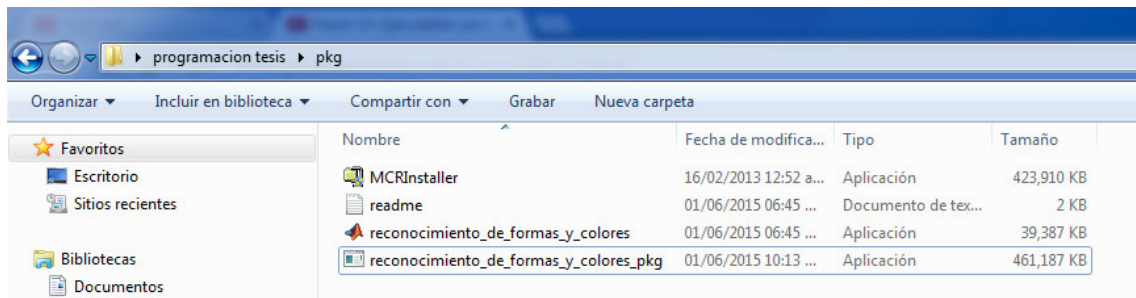 programacion tesis pkg
Organizar Incluir en biblioteca Compartir con Grabar Nueva carpeta
Favoritos
Escritorio
Sitios recientes
Bibliotecas
Documentos
Nombre Fecha de modifica... Tipo Tamaño
MCRInstaller 16/02/2013 12:52 a... Aplicación 423,910 KB
readme 01/06/2015 06:45 ... Documento de tex... 2 KB
reconocimiento_de_formas_y_colores 01/06/2015 06:45 ... Aplicación 39,387 KB
reconocimiento_de_formas_y_colores_pkg 01/06/2015 10:13 ... Aplicación 461,187 KB